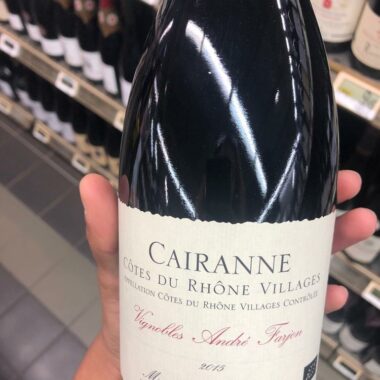 CAIRANNE
CÔTES DU RHÔNE VILLAGES
APPELLATION CÔTES DU RHÔNE VILLAGES CONTRÔLÉE
Vignobles André Farjon
2015